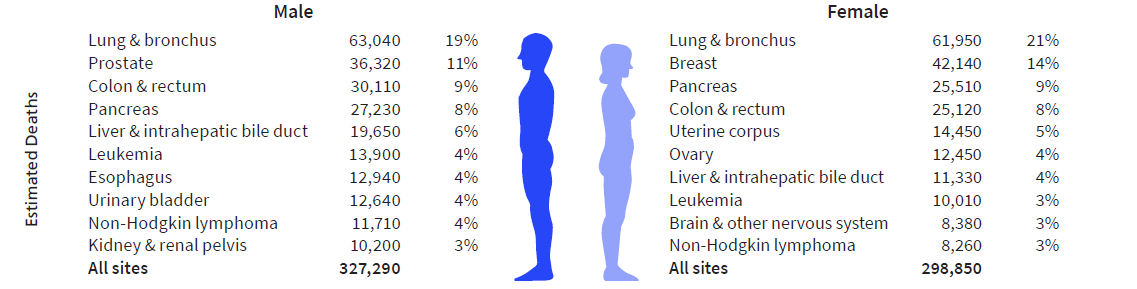 Male
Female
Estimated Deaths
Lung & bronchus 63,040 19%
Prostate 36,320 11%
Colon & rectum 30,110 9%
Pancreas 27,230 8%
Liver & intrahepatic bile duct 19,650 6%
Leukemia 13,900 4%
Esophagus 12,940 4%
Urinary bladder 12,640 4%
Non-Hodgkin lymphoma 11,710 4%
Kidney & renal pelvis 10,200 3%
All sites 327,290
Lung & bronchus 61,950 21%
Breast 42,140 14%
Pancreas 25,510 9%
Colon & rectum 25,120 8%
Uterine corpus 14,450 5%
Ovary 12,450 4%
Liver & intrahepatic bile duct 11,330 4%
Leukemia 10,010 3%
Brain & other nervous system 8,380 3%
Non-Hodgkin lymphoma 8,260 3%
All sites 298,850